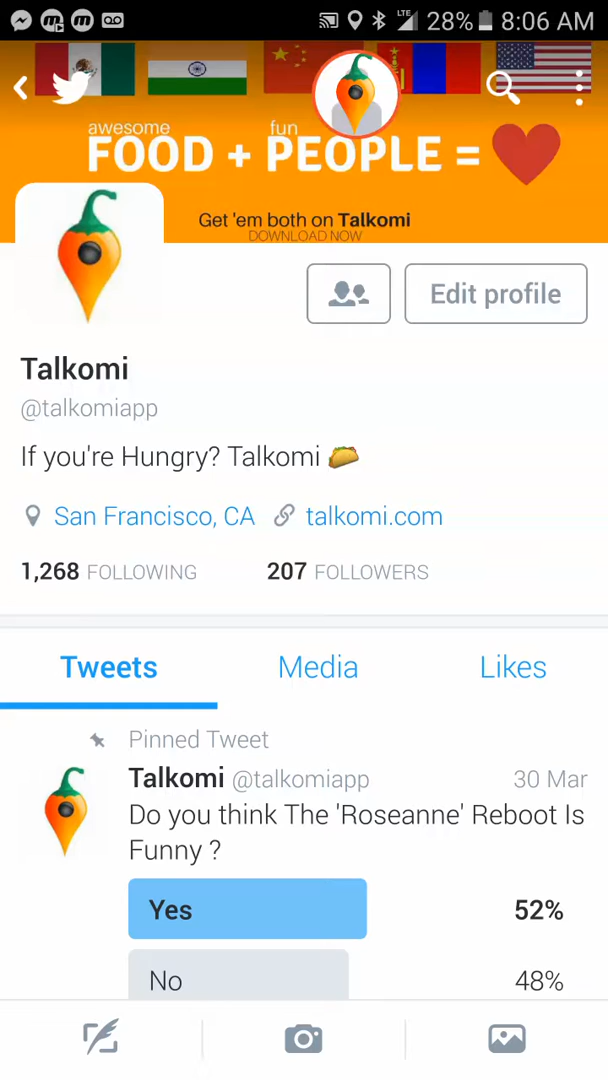 LTE 28% 8:06 AM
awesome fun
FOOD + PEOPLE =
Get 'em both on Talkomi
DOWNLOAD NOW
Edit profile
Talkomi
@talkomiapp
If you're Hungry? Talkomi 🌮
San Francisco, CA talkomi.com
1,268 FOLLOWING 207 FOLLOWERS
Tweets Media Likes
Pinned Tweet
Talkomi @talkomiapp 30 Mar
Do you think The 'Roseanne' Reboot Is
Funny ?
Yes 52%
No 48%